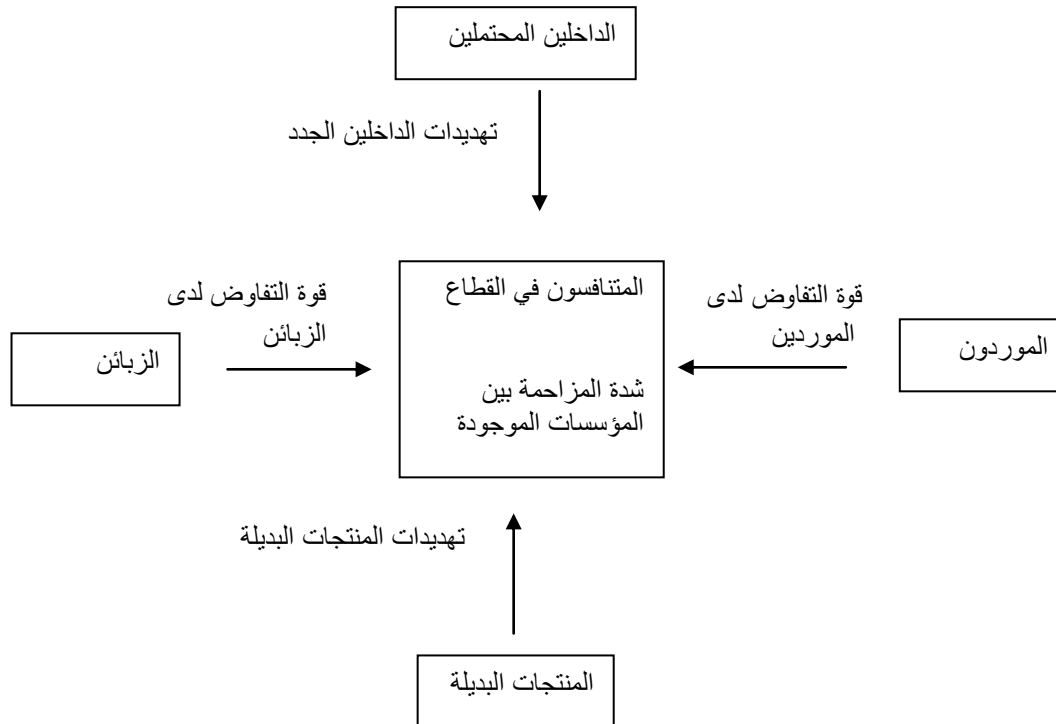 الداخلين المحتملين
تهديدات الداخلين الجدد
المتنافسون في القطاع
شدة المزاحمة بين
المؤسسات الموجودة
قوة التفاوض لدى
الموردين
الموردون
قوة التفاوض لدى
الزبائن
الزبائن
تهديدات المنتجات البديلة
المنتجات البديلة